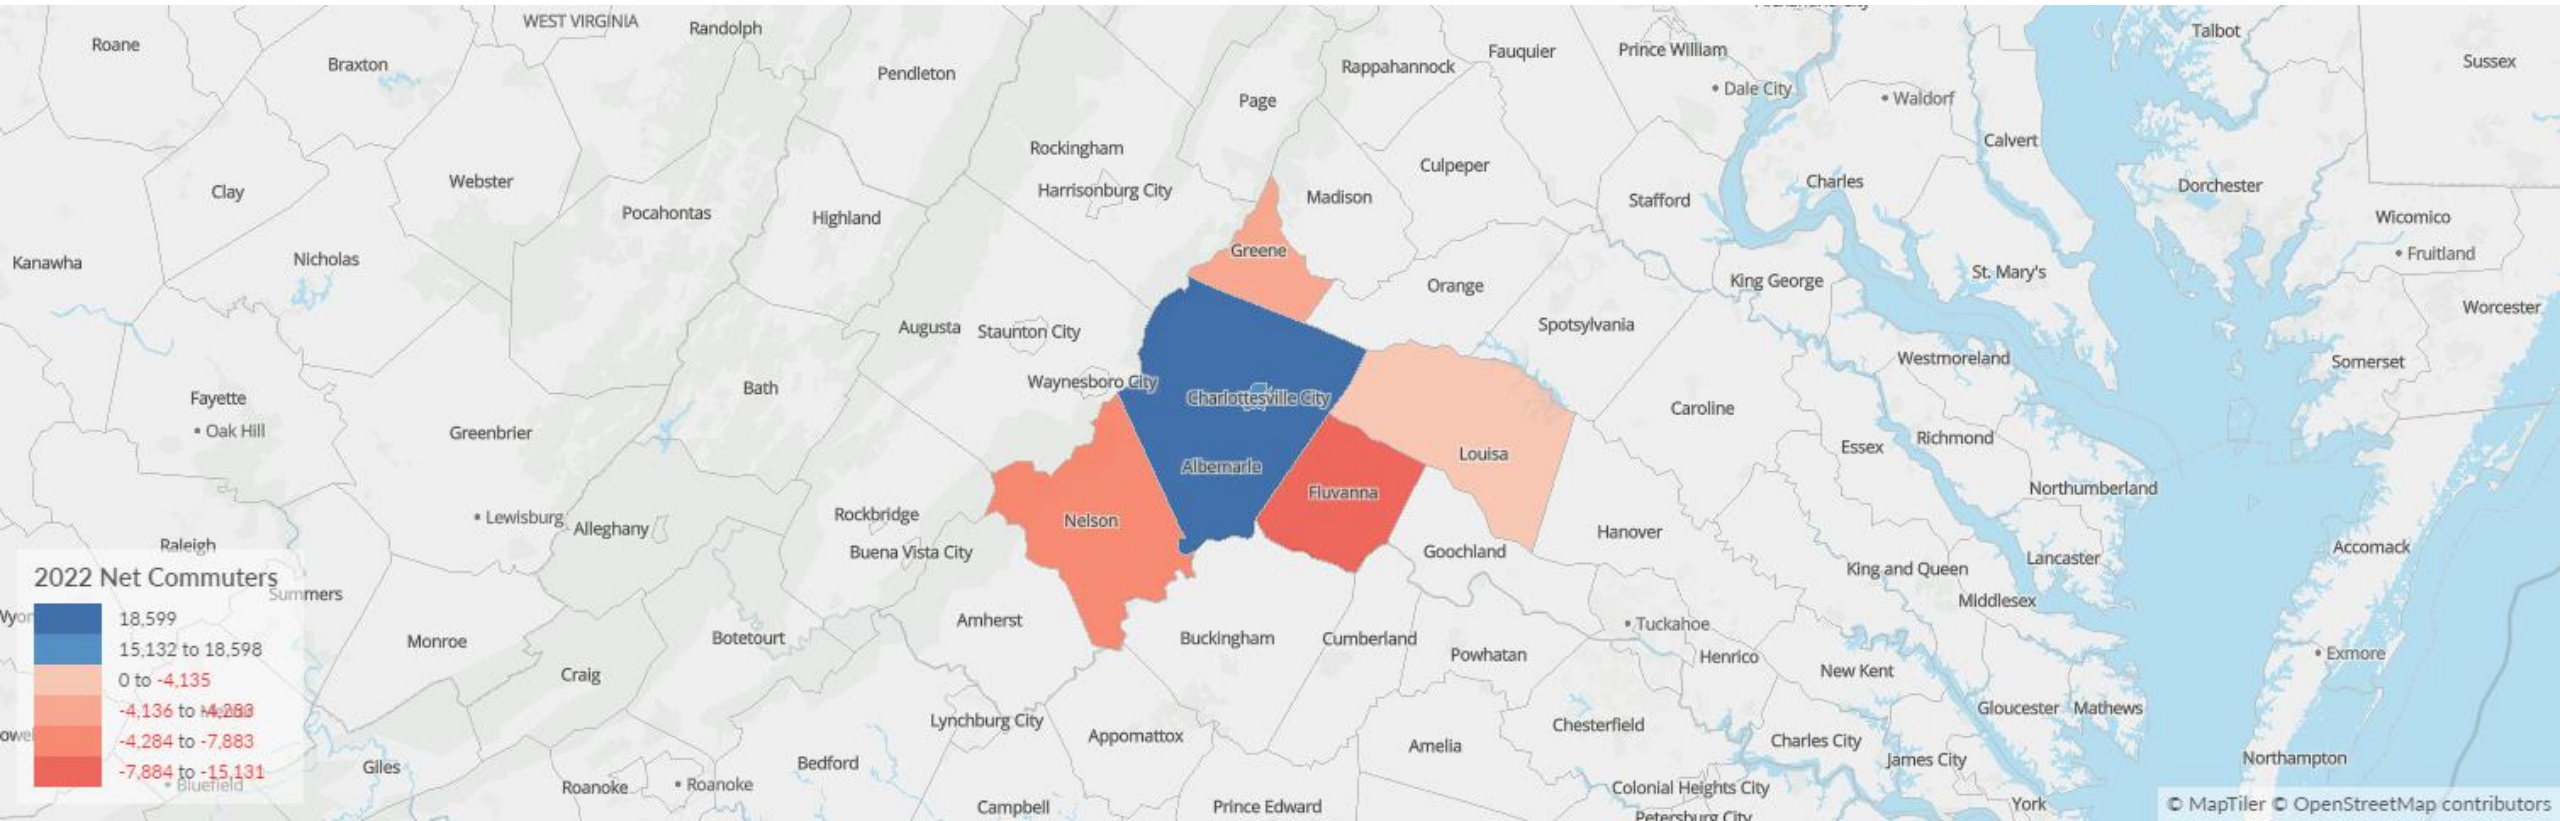 WEST VIRGINIA
Randolph
Roane
Braxton
Pendleton
Page
Rappahannock
Fauquier
Prince William
Dale City
Waldorf
Talbot
Sussex
Calvert
Rockingham
Harrisonburg City
Madison
Culpeper
Stafford
Charles
Dorchester
Wicomico
Fruitland
Clay
Webster
Pocahontas
Highland
Greene
Orange
King George
St. Mary's
Worcester
Kanawha
Nicholas
Augusta
Staunton City
Spotsylvania
Westmoreland
Somerset
Waynesboro City
Bath
Charlottesville City
Fayette
Oak Hill
Greenbrier
Caroline
Essex
Richmond
Albemarle
Louisa
Fluvanna
Northumberland
Lewisburg
Alleghany
Rockbridge
Nelson
Buena Vista City
Goochland
Hanover
Lancaster
Accomack
Raleigh
King and Queen
Middlesex
Summers
Amherst
Buckingham
Cumberland
Tuckahoe
Powhatan
Henrico
New Kent
Exmore
Monroe
Botetourt
Craig
Lynchburg City
Appomattox
Chesterfield
Gloucester
Mathews
Amelia
Charles City
James City
Northampton
Giles
Bedford
Roanoke
Roanoke
Campbell
Prince Edward
Colonial Heights City
Petersburg City
York
2022 Net Commuters
18,599
15,132 to 18,598
0 to -4,135
-4,136 to -4,283
-4,284 to -7,883
-7,884 to -15,131
Bluefield
© MapTiler © OpenStreetMap contributors